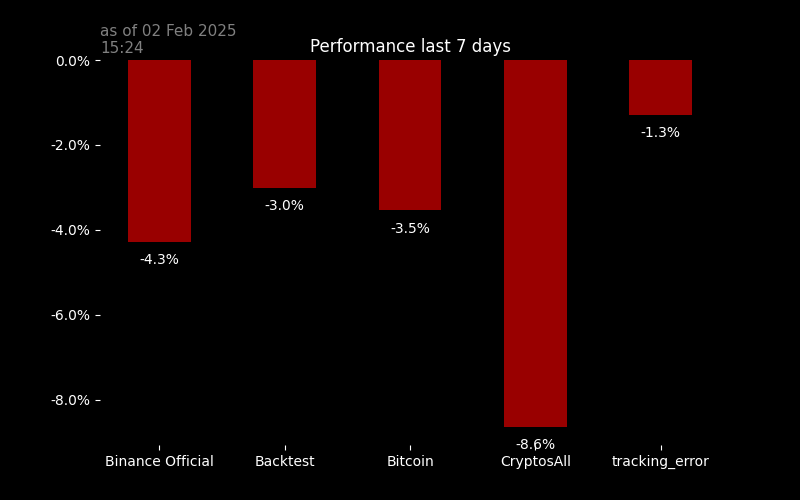 as of 02 Feb 2025
15:24
Performance last 7 days
0.0%
-2.0%
-4.0%
-6.0%
-8.0%
-4.3%
-3.0%
-3.5%
-8.6%
-1.3%
Binance Official
Backtest
Bitcoin
CryptosAll
tracking_error